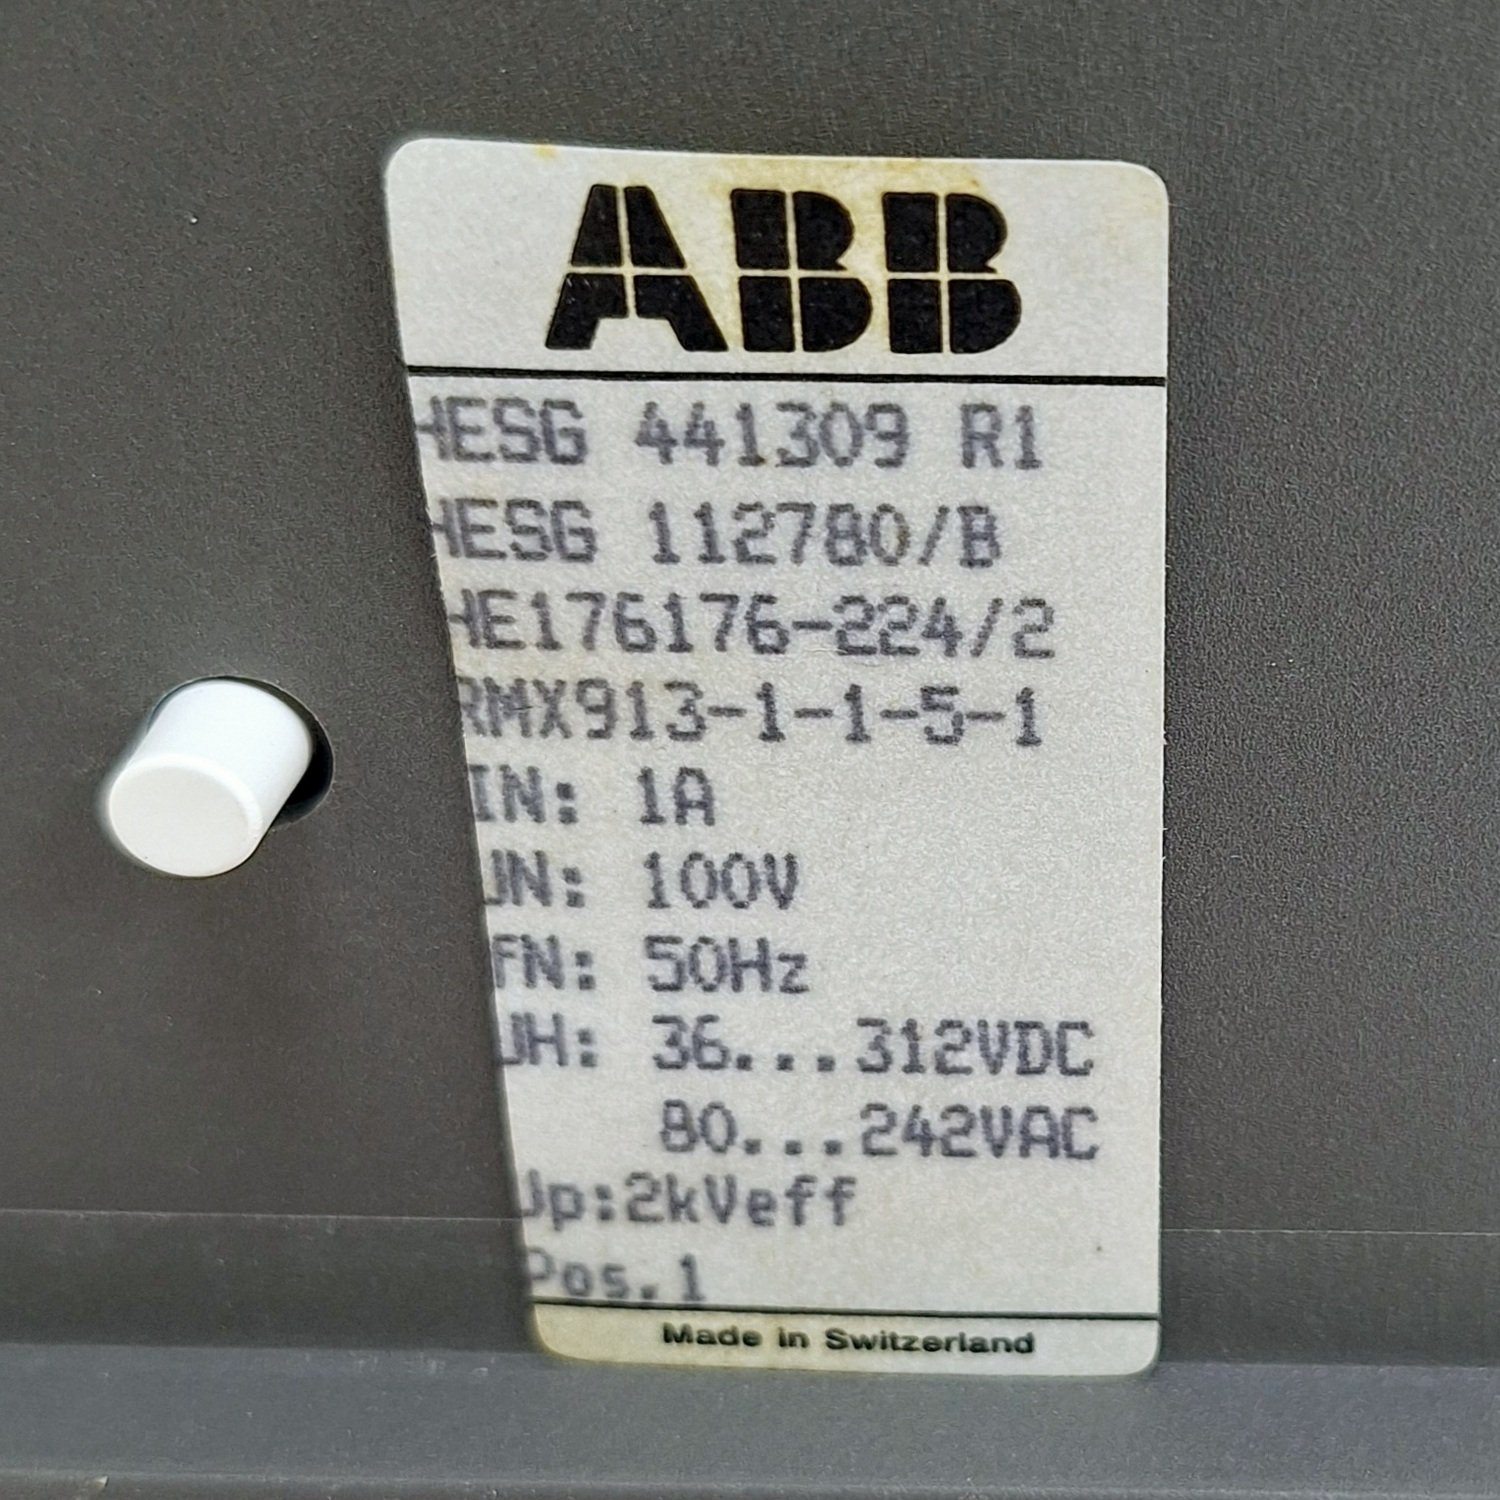 ABB
HESG 441309 R1
HESG 112780/B
HE176176-224/2
RMX913-1-1-5-1
IN: 1A
UN: 100V
fN: 50Hz
UH: 36...312VDC
80...242VAC
Up:2kVeff
Pos.1
Made in Switzerland